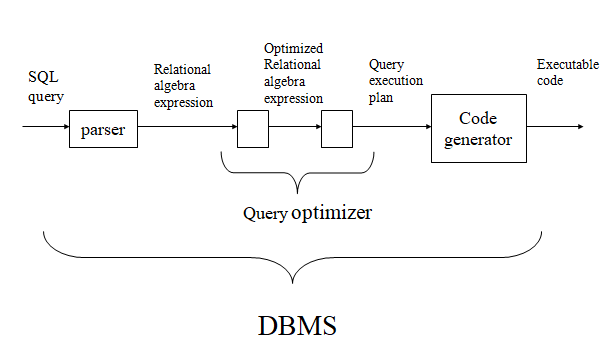 SQL
query
parser
Relational
algebra
expression
Optimized
Relational
algebra
expression
Query
execution
plan
Code
generator
Executable
code
Query optimizer
DBMS